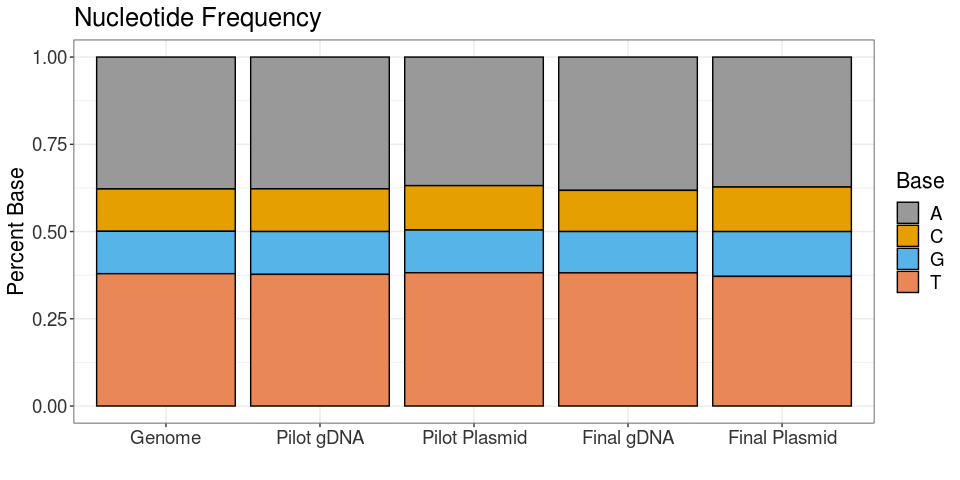 Nucleotide Frequency
Percent Base
1.00
0.75
0.50
0.25
0.00
Genome
Pilot gDNA
Pilot Plasmid
Final gDNA
Final Plasmid
Base
A
C
G
T